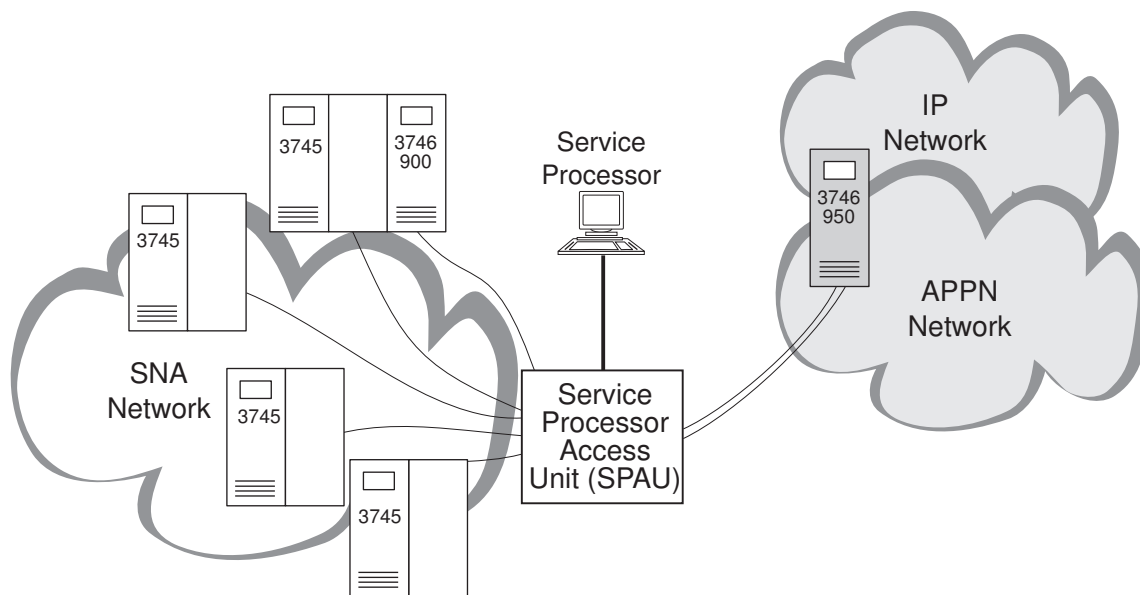 3745
3746
900
3745
SNA
Network
3745
3745
Service
Processor
Service
Processor
Access
Unit (SPAU)
IP
Network
3746
950
APPN
Network